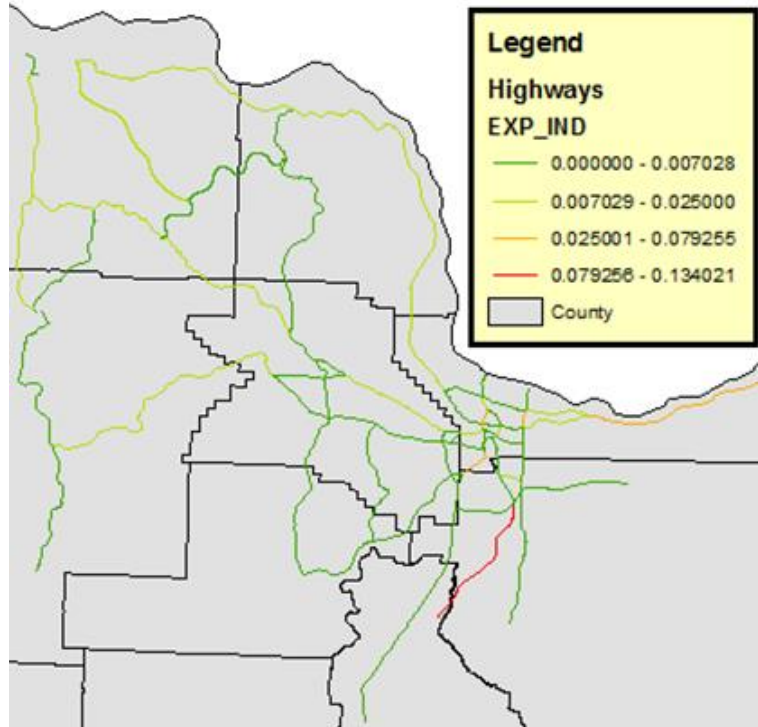 Legend
Highways
EXP_IND
0.000000 - 0.007028
0.007029 - 0.025000
0.025001 - 0.079255
0.079256 - 0.134021
County